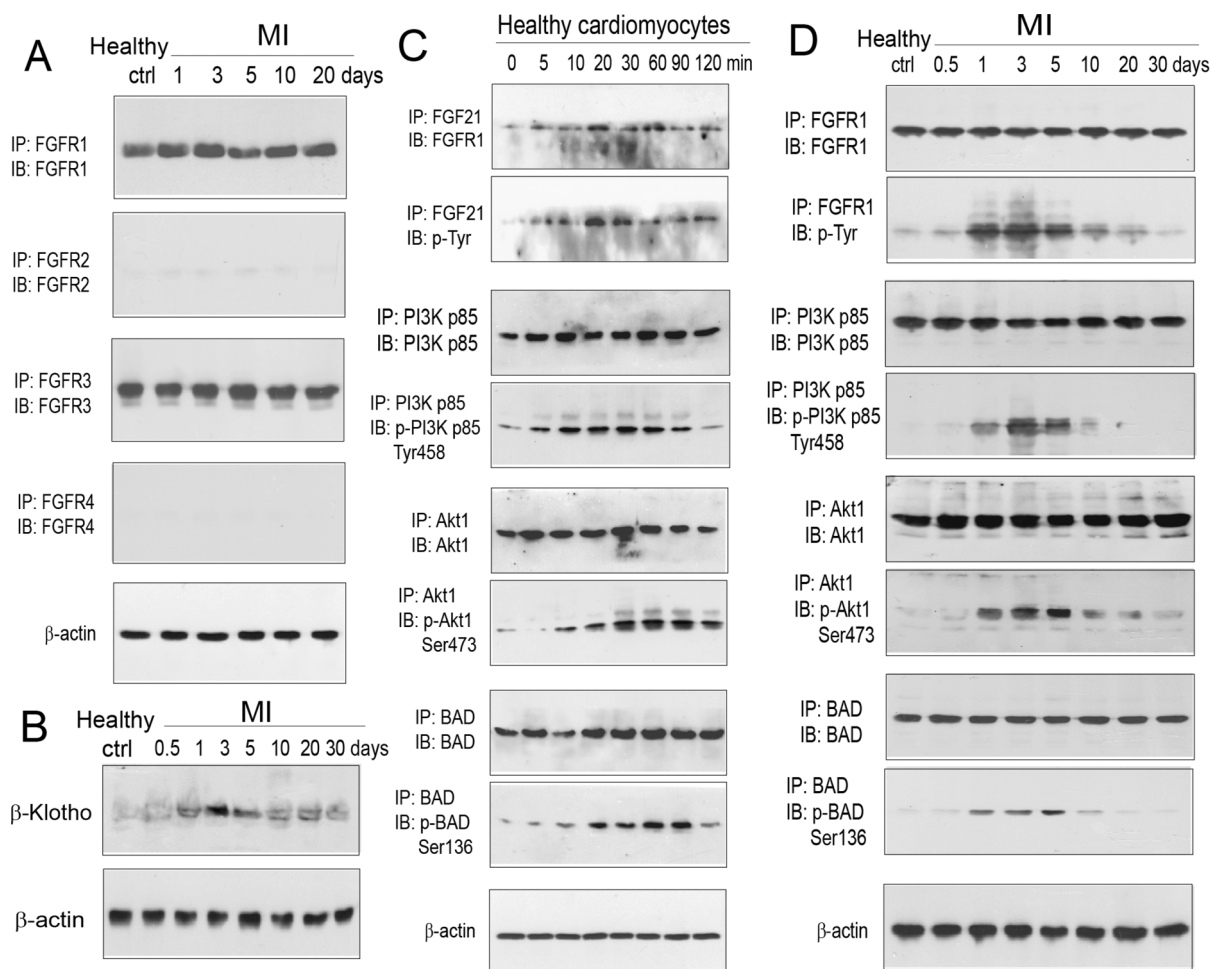 A
Healthy MI
ctrl 1 3 5 10 20 days
IP: FGFR1
IB: FGFR1
IP: FGFR2
IB: FGFR2
IP: FGFR3
IB: FGFR3
IP: FGFR4
IB: FGFR4
β-actin
B
Healthy MI
ctrl 0.5 1 3 5 10 20 30 days
β-Klotho
β-actin
C
Healthy cardiomyocytes
0 5 10 20 30 60 90 120 min
IP: FGF21
IB: FGFR1
IP: FGF21
IB: p-Tyr
IP: PI3K p85
IB: PI3K p85
IP: PI3K p85
IB: p-PI3K p85
Tyr458
IP: Akt1
IB: Akt1
IP: Akt1
IB: p-Akt1
Ser473
IP: BAD
IB: BAD
IP: BAD
IB: p-BAD
Ser136
β-actin
D
Healthy MI
ctrl 0.5 1 3 5 10 20 30 days
IP: FGFR1
IB: FGFR1
IP: FGFR1
IB: p-Tyr
IP: PI3K p85
IB: PI3K p85
IP: PI3K p85
IB: p-PI3K p85
Tyr458
IP: Akt1
IB: Akt1
IP: Akt1
IB: p-Akt1
Ser473
IP: BAD
IB: BAD
IP: BAD
IB: p-BAD
Ser136
β-actin